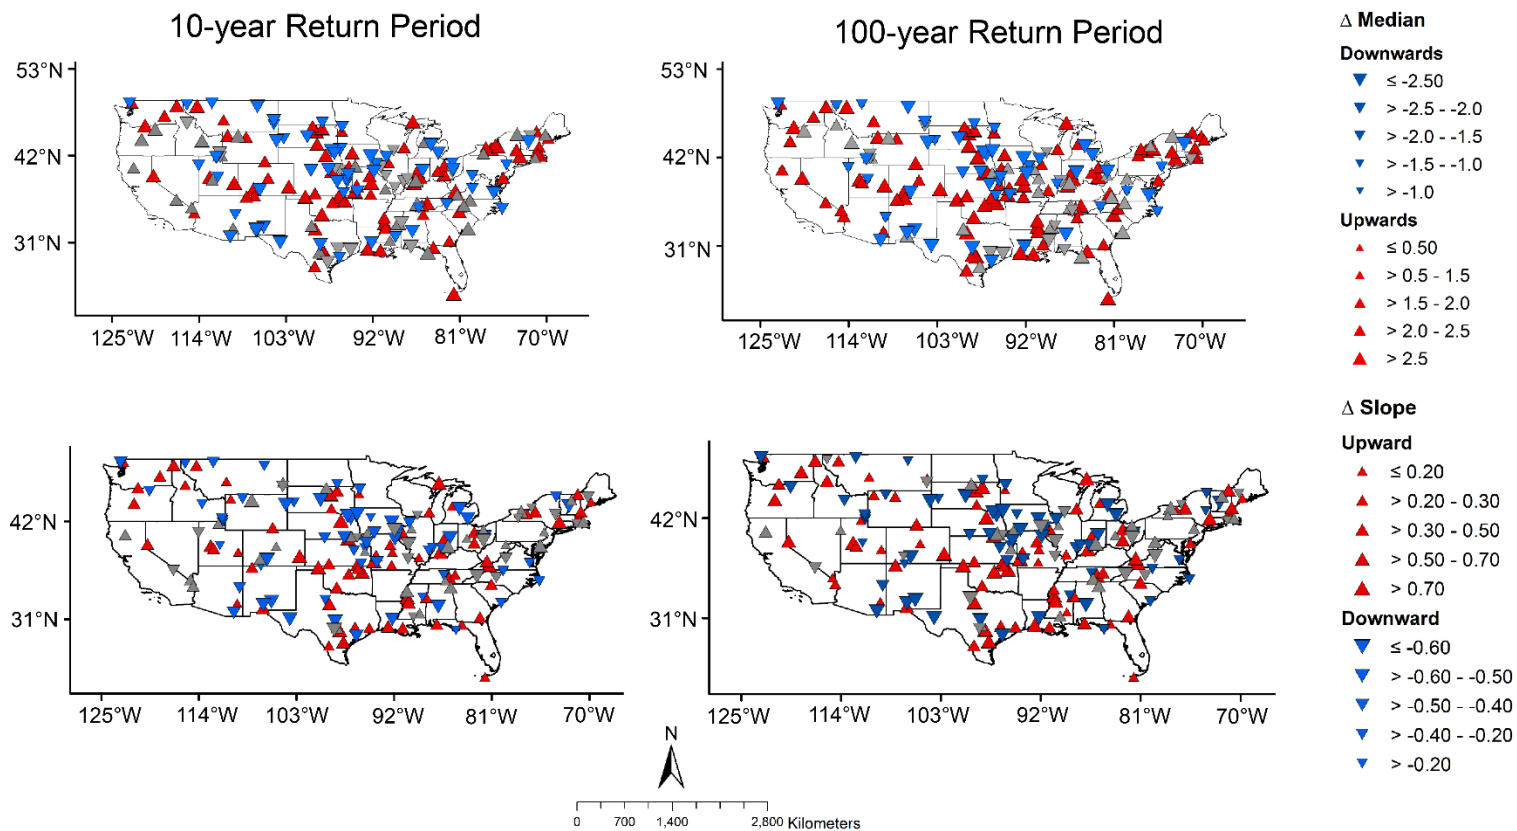 10-year Return Period
100-year Return Period
53°N
42°N
31°N
125°W 114°W 103°W 92°W 81°W 70°W
53°N
42°N
31°N
125°W 114°W 103°W 92°W 81°W 70°W
42°N
31°N
125°W 114°W 103°W 92°W 81°W 70°W
42°N
31°N
125°W 114°W 103°W 92°W 81°W 70°W
N
0 700 1,400 2,800 Kilometers
Δ Median
Downwards
≤ -2.50
> -2.5 - -2.0
> -2.0 - -1.5
> -1.5 - -1.0
> -1.0
Upwards
≤ 0.50
> 0.5 - 1.5
> 1.5 - 2.0
> 2.0 - 2.5
> 2.5
Δ Slope
Upward
≤ 0.20
> 0.20 - 0.30
> 0.30 - 0.50
> 0.50 - 0.70
> 0.70
Downward
≤ -0.60
> -0.60 - -0.50
> -0.50 - -0.40
> -0.40 - -0.20
> -0.20